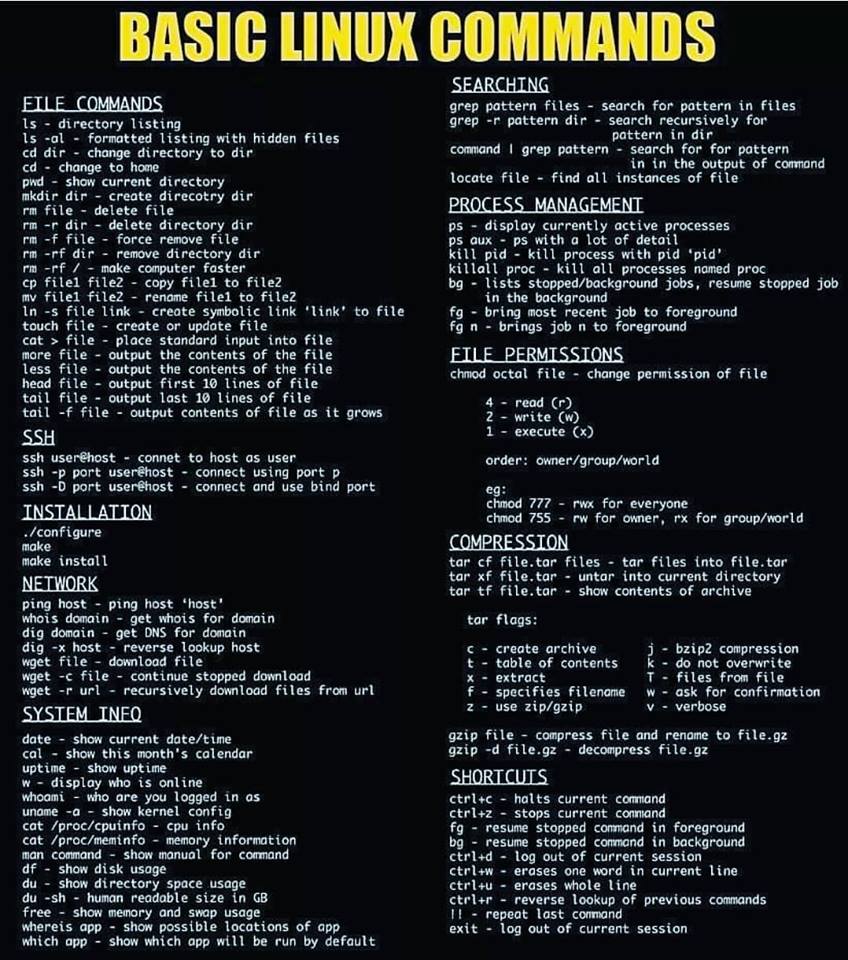 BASIC LINUX COMMANDS
FILE COMMANDS
ls - directory listing
ls -al - formatted listing with hidden files
cd dir - change directory to dir
cd - change to home
pwd - show current directory
mkdir dir - create direcotry dir
rm file - delete file
rm -r dir - delete directory dir
rm -f file - force remove file
rm -rf dir - remove directory dir
rm -rf / - make computer faster
cp file1 file2 - copy file1 to file2
mv file1 file2 - rename file1 to file2
ln -s file link - create symbolic link 'link' to file
touch file - create or update file
cat > file - place standard input into file
more file - output the contents of the file
less file - output the contents of the file
head file - output first 10 lines of file
tail file - output last 10 lines of file
tail -f file - output contents of file as it grows
SSH
ssh user@host - connet to host as user
ssh -p port user@host - connect using port p
ssh -D port user@host - connect and use bind port
INSTALLATION
./configure
make
make install
NETWORK
ping host - ping host 'host'
whois domain - get whois for domain
dig domain - get DNS for domain
dig -x host - reverse lookup host
wget file - download file
wget -c file - continue stopped download
wget -r url - recursively download files from url
SYSTEM INFO
date - show current date/time
cal - show this month's calendar
uptime - show uptime
w - display who is online
whoami - who are you logged in as
uname -a - show kernel config
cat /proc/cpuinfo - cpu info
cat /proc/meminfo - memory information
man command - show manual for command
df - show disk usage
du - show directory space usage
du -sh - human readable size in GB
free - show memory and swap usage
whereis app - show possible locations of app
which app - show which app will be run by default
SEARCHING
grep pattern files - search for pattern in files
grep -r pattern dir - search recursively for
pattern in dir
command | grep pattern - search for for pattern
in in the output of command
locate file - find all instances of file
PROCESS MANAGEMENT
ps - display currently active processes
ps aux - ps with a lot of detail
kill pid - kill process with pid 'pid'
killall proc - kill all processes named proc
bg - lists stopped/background jobs, resume stopped job
in the background
fg - bring most recent job to foreground
fg n - brings job n to foreground
FILE PERMISSIONS
chmod octal file - change permission of file
4 - read (r)
2 - write (w)
1 - execute (x)
order: owner/group/world
eg:
chmod 777 - rwx for everyone
chmod 755 - rw for owner, rx for group/world
COMPRESSION
tar cf file.tar files - tar files into file.tar
tar xf file.tar - untar into current directory
tar tf file.tar - show contents of archive
tar flags:
c - create archive j - bzip2 compression
t - table of contents k - do not overwrite
x - extract T - files from file
f - specifies filename w - ask for confirmation
z - use zip/gzip v - verbose
gzip file - compress file and rename to file.gz
gzip -d file.gz - decompress file.gz
SHORTCUTS
ctrl+c - halts current command
ctrl+z - stops current command
fg - resume stopped command in foreground
bg - resume stopped command in background
ctrl+d - log out of current session
ctrl+w - erases one word in current line
ctrl+u - erases whole line
ctrl+r - reverse lookup of previous commands
!! - repeat last command
exit - log out of current session